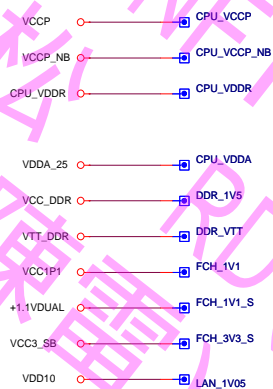 VCCP CPU_VCCP
VCCP_NB CPU_VCCP_NB
CPU_VDDR CPU_VDDR
VDDA_25 CPU_VDDA
VCC_DDR DDR_1V5
VTT_DDR DDR_VTT
VCC1P1 FCH_1V1
+1.1VDUAL FCH_1V1_S
VCC3_SB FCH_3V3_S
VDD10 LAN_1V05